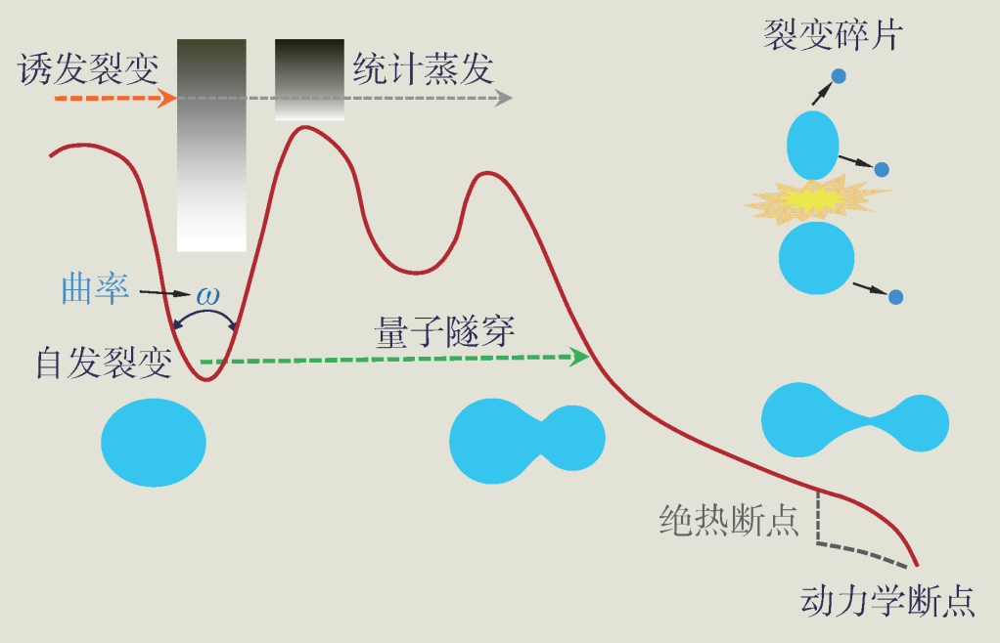 裂变碎片
诱发裂变
统计蒸发
曲率
ω
量子隧穿
自发裂变
绝热断点
动力学断点